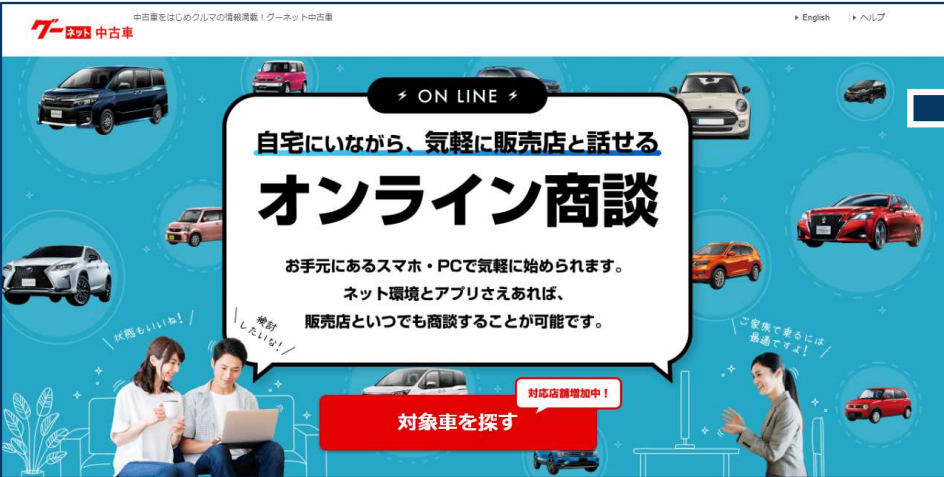 中古車をはじめクルマの情報満載！グーネット中古車
English
ヘルプ
グーネット 中古車
ON LINE
自宅にいながら、気軽に販売店と話せる
オンライン商談
お手元にあるスマホ・PCで気軽に始められます。
ネット環境とアプリさえあれば、
販売店といつでも商談することが可能です。
状態もいいね！
検討
したいな！
ご家族で乗るには
最適ですよ！
対応店舗増加中！
対象車を探す